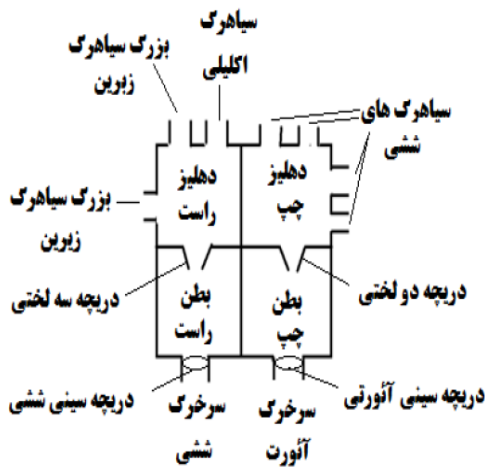 سیاهرگ
اکلیلی
بزرگ سیاهرگ
زبرین
سیاهرگ های
ششی
دهلیز
راست
دهلیز
چپ
بزرگ سیاهرگ
زیرین
دریچه سه لختی
دریچه دو لختی
بطن
راست
بطن
چپ
دریچه سینی ششی
سرخرگ
ششی
سرخرگ
آئورت
دریچه سینی آئورتی